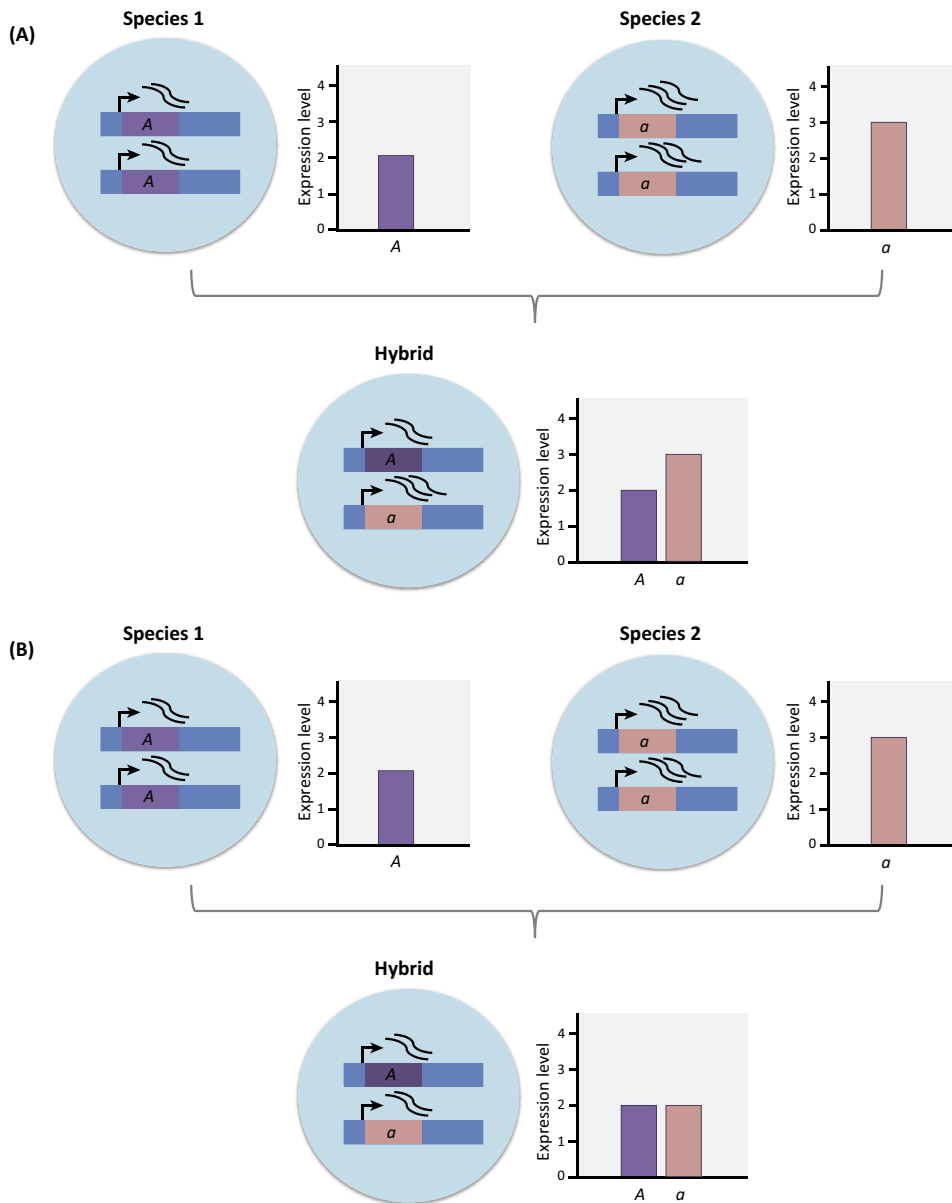 (A)
Species 1
A
A
Expression level
4
3
2
1
0
A
Species 2
a
a
Expression level
4
3
2
1
0
a
Hybrid
A
a
Expression level
4
3
2
1
0
A a
(B)
Species 1
A
A
Expression level
4
3
2
1
0
A
Species 2
a
a
Expression level
4
3
2
1
0
a
Hybrid
A
a
Expression level
4
3
2
1
0
A a